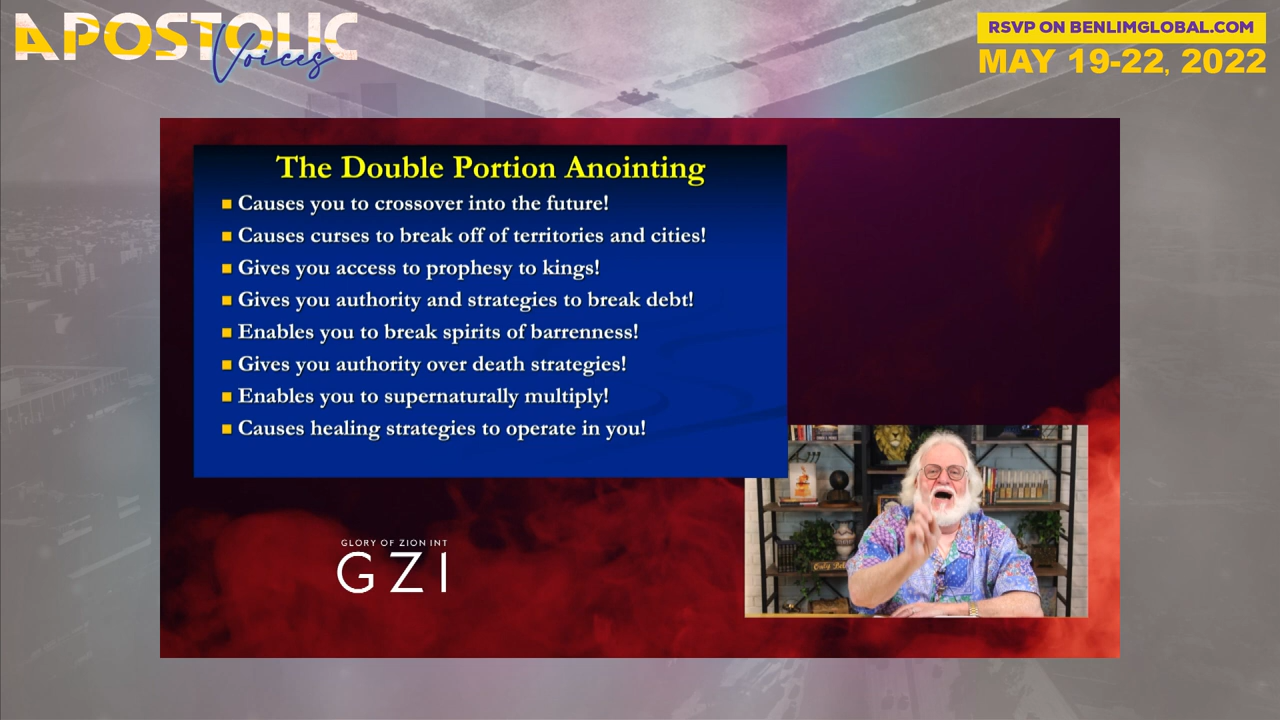 APOSTOLIC
Voices
RSVP ON BENLIMGLOBAL.COM
MAY 19-22, 2022
The Double Portion Anointing
Causes you to crossover into the future!
Causes curses to break off of territories and cities!
Gives you access to prophesy to kings!
Gives you authority and strategies to break debt!
Enables you to break spirits of barrenness!
Gives you authority over death strategies!
Enables you to supernaturally multiply!
Causes healing strategies to operate in you!
GLORY OF ZION INT
GZI